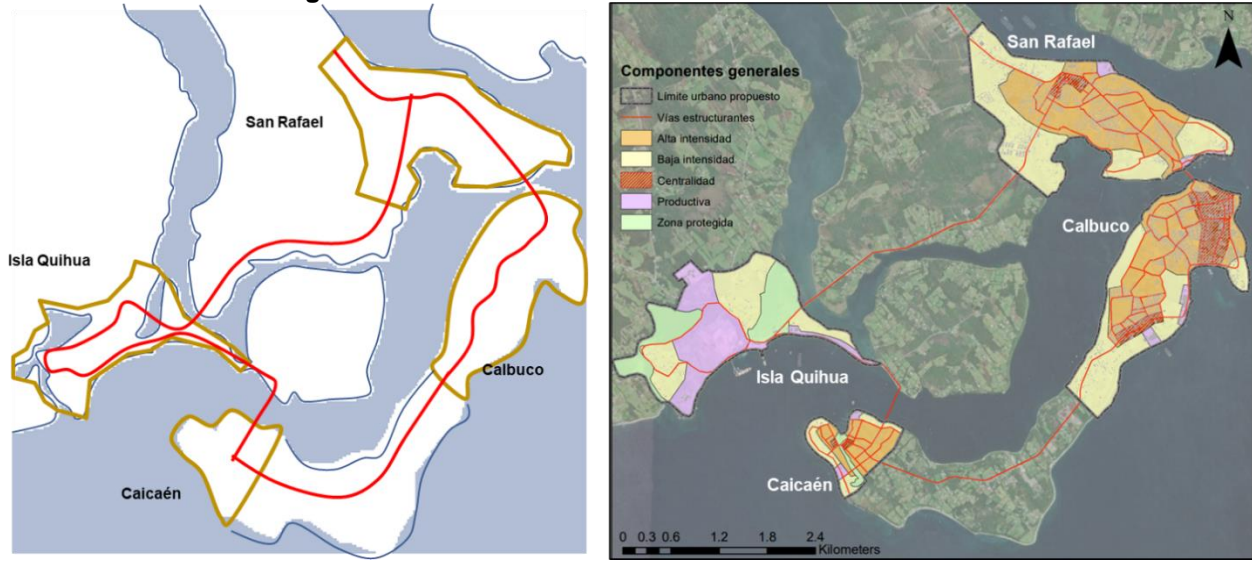 San Rafael
Isla Quihua
Calbuco
Caicaén
N
San Rafael
Componentes generales
Límite urbano propuesto
Vías estructurantes
Alta intensidad
Baja intensidad
Centralidad
Productiva
Zona protegida
Calbuco
Isla Quihua
Caicaén
0 0.3 0.6 1.2 1.8 2.4
Kilometers